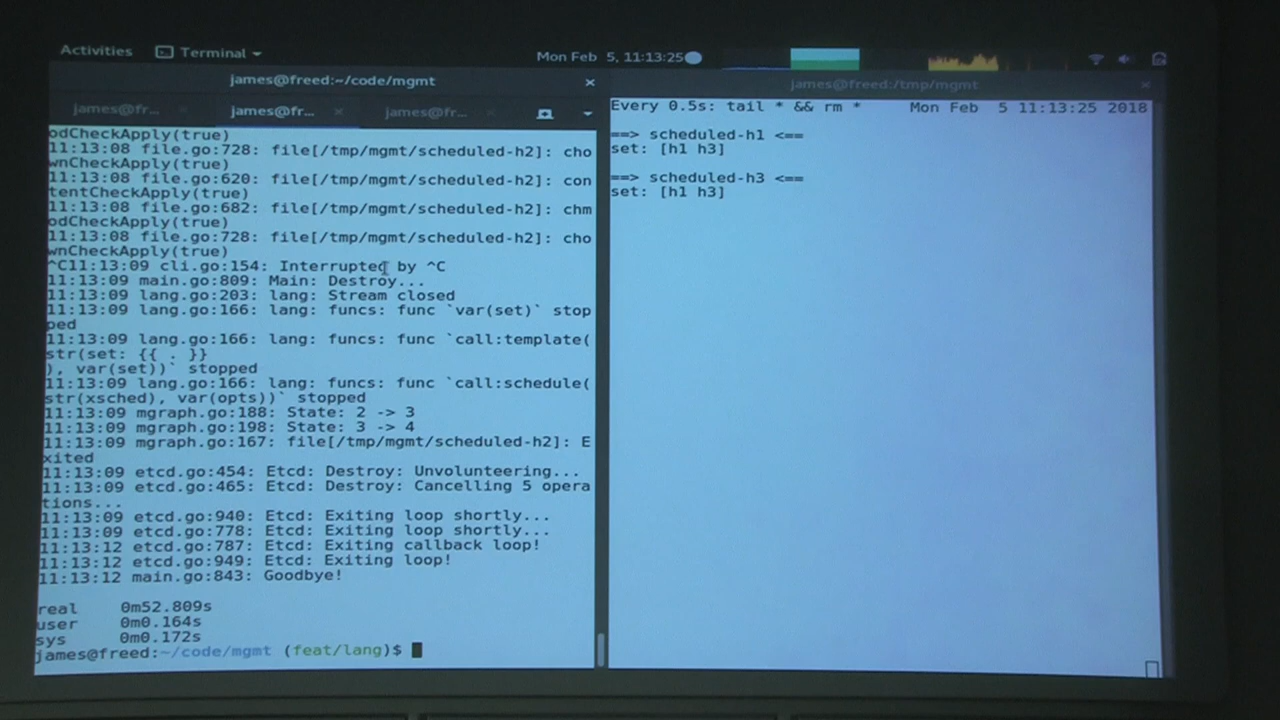 Activities Terminal Mon Feb 5, 11:13:25
james@freed:~/code/mgmt ×
james@freed:/tmp/mgmt ×
james@fr... × james@fr... × james@fr... ×
odCheckApply(true)
11:13:08 file.go:728: file[/tmp/mgmt/scheduled-h2]: cho
wnCheckApply(true)
11:13:08 file.go:620: file[/tmp/mgmt/scheduled-h2]: con
tentCheckApply(true)
11:13:08 file.go:682: file[/tmp/mgmt/scheduled-h2]: chm
odCheckApply(true)
11:13:08 file.go:728: file[/tmp/mgmt/scheduled-h2]: cho
wnCheckApply(true)
^C11:13:09 cli.go:154: Interrupted by ^C
11:13:09 main.go:809: Main: Destroy...
11:13:09 lang.go:203: lang: Stream closed
11:13:09 lang.go:166: lang: funcs: func `var(set)` stop
ped
11:13:09 lang.go:166: lang: funcs: func `call:template(
str(set: {{ . }}
), var(set))` stopped
11:13:09 lang.go:166: lang: funcs: func `call:schedule(
str(xsched), var(opts))` stopped
11:13:09 mgraph.go:188: State: 2 -> 3
11:13:09 mgraph.go:198: State: 3 -> 4
11:13:09 mgraph.go:167: file[/tmp/mgmt/scheduled-h2]: E
xited
11:13:09 etcd.go:454: Etcd: Destroy: Unvolunteering...
11:13:09 etcd.go:465: Etcd: Destroy: Cancelling 5 opera
tions...
11:13:09 etcd.go:940: Etcd: Exiting loop shortly...
11:13:09 etcd.go:778: Etcd: Exiting loop shortly...
11:13:12 etcd.go:787: Etcd: Exiting callback loop!
11:13:12 etcd.go:949: Etcd: Exiting loop!
11:13:12 main.go:843: Goodbye!
real 0m52.809s
user 0m0.164s
sys 0m0.172s
james@freed:~/code/mgmt (feat/lang)$
Every 0.5s: tail * && rm * Mon Feb 5 11:13:25 2018
==> scheduled-h1 <==
set: [h1 h3]
==> scheduled-h3 <==
set: [h1 h3]